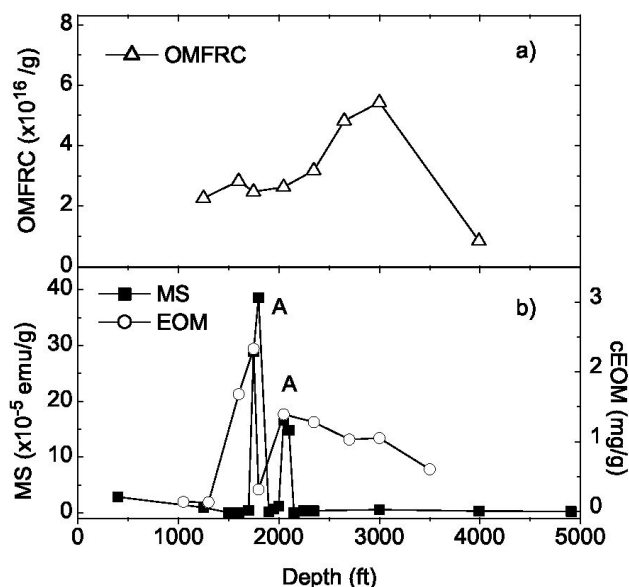 OMFRC (x10¹⁶ /g)
8
6
4
2
0
OMFRC
a)
MS (x10⁻⁵ emu/g)
40
30
20
10
0
MS
EOM
A
A
b)
3
2
1
0
cEOM (mg/g)
0 1000 2000 3000 4000 5000
Depth (ft)